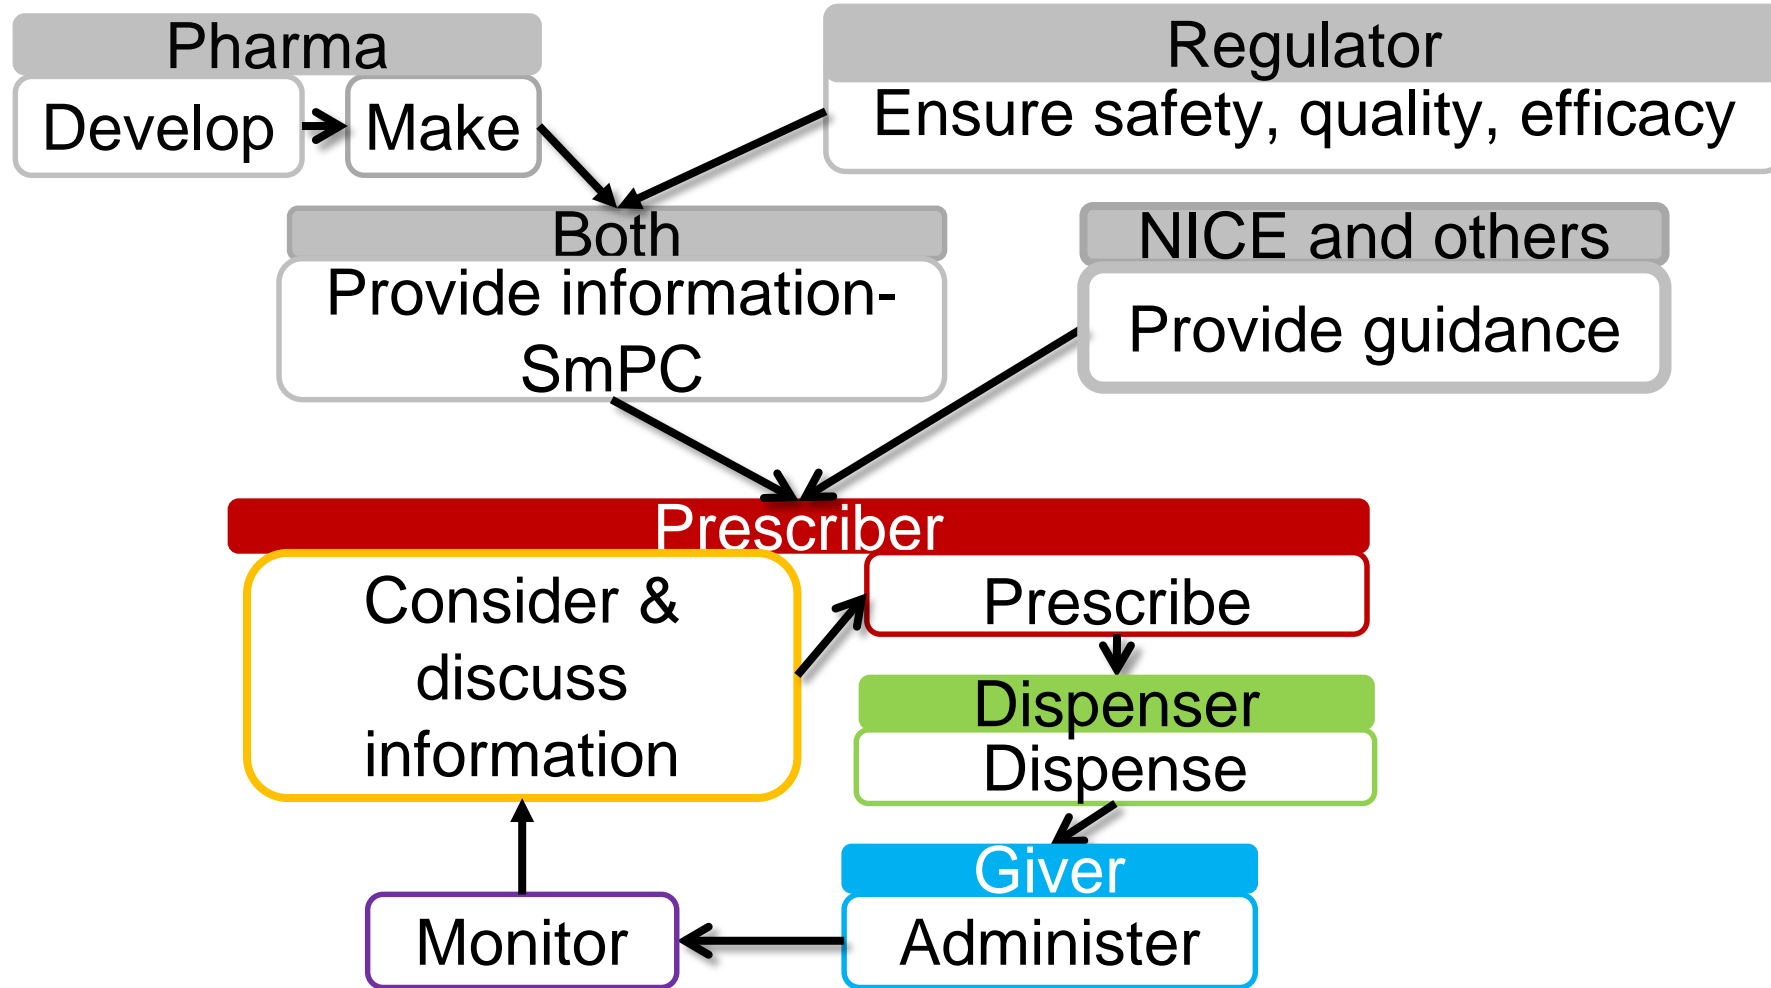 Pharma
Develop
Make
Regulator
Ensure safety, quality, efficacy
Both
Provide information-
SmPC
NICE and others
Provide guidance
Prescriber
Consider &
discuss
information
Prescribe
Dispenser
Dispense
Giver
Administer
Monitor